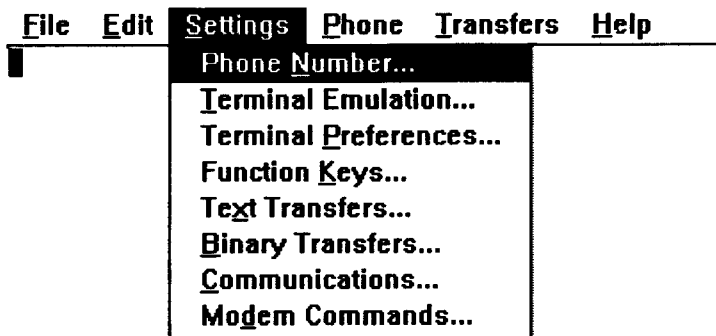 File Edit Settings Phone Transfers Help
Phone Number...
Terminal Emulation...
Terminal Preferences...
Function Keys...
Text Transfers...
Binary Transfers...
Communications...
Modem Commands...